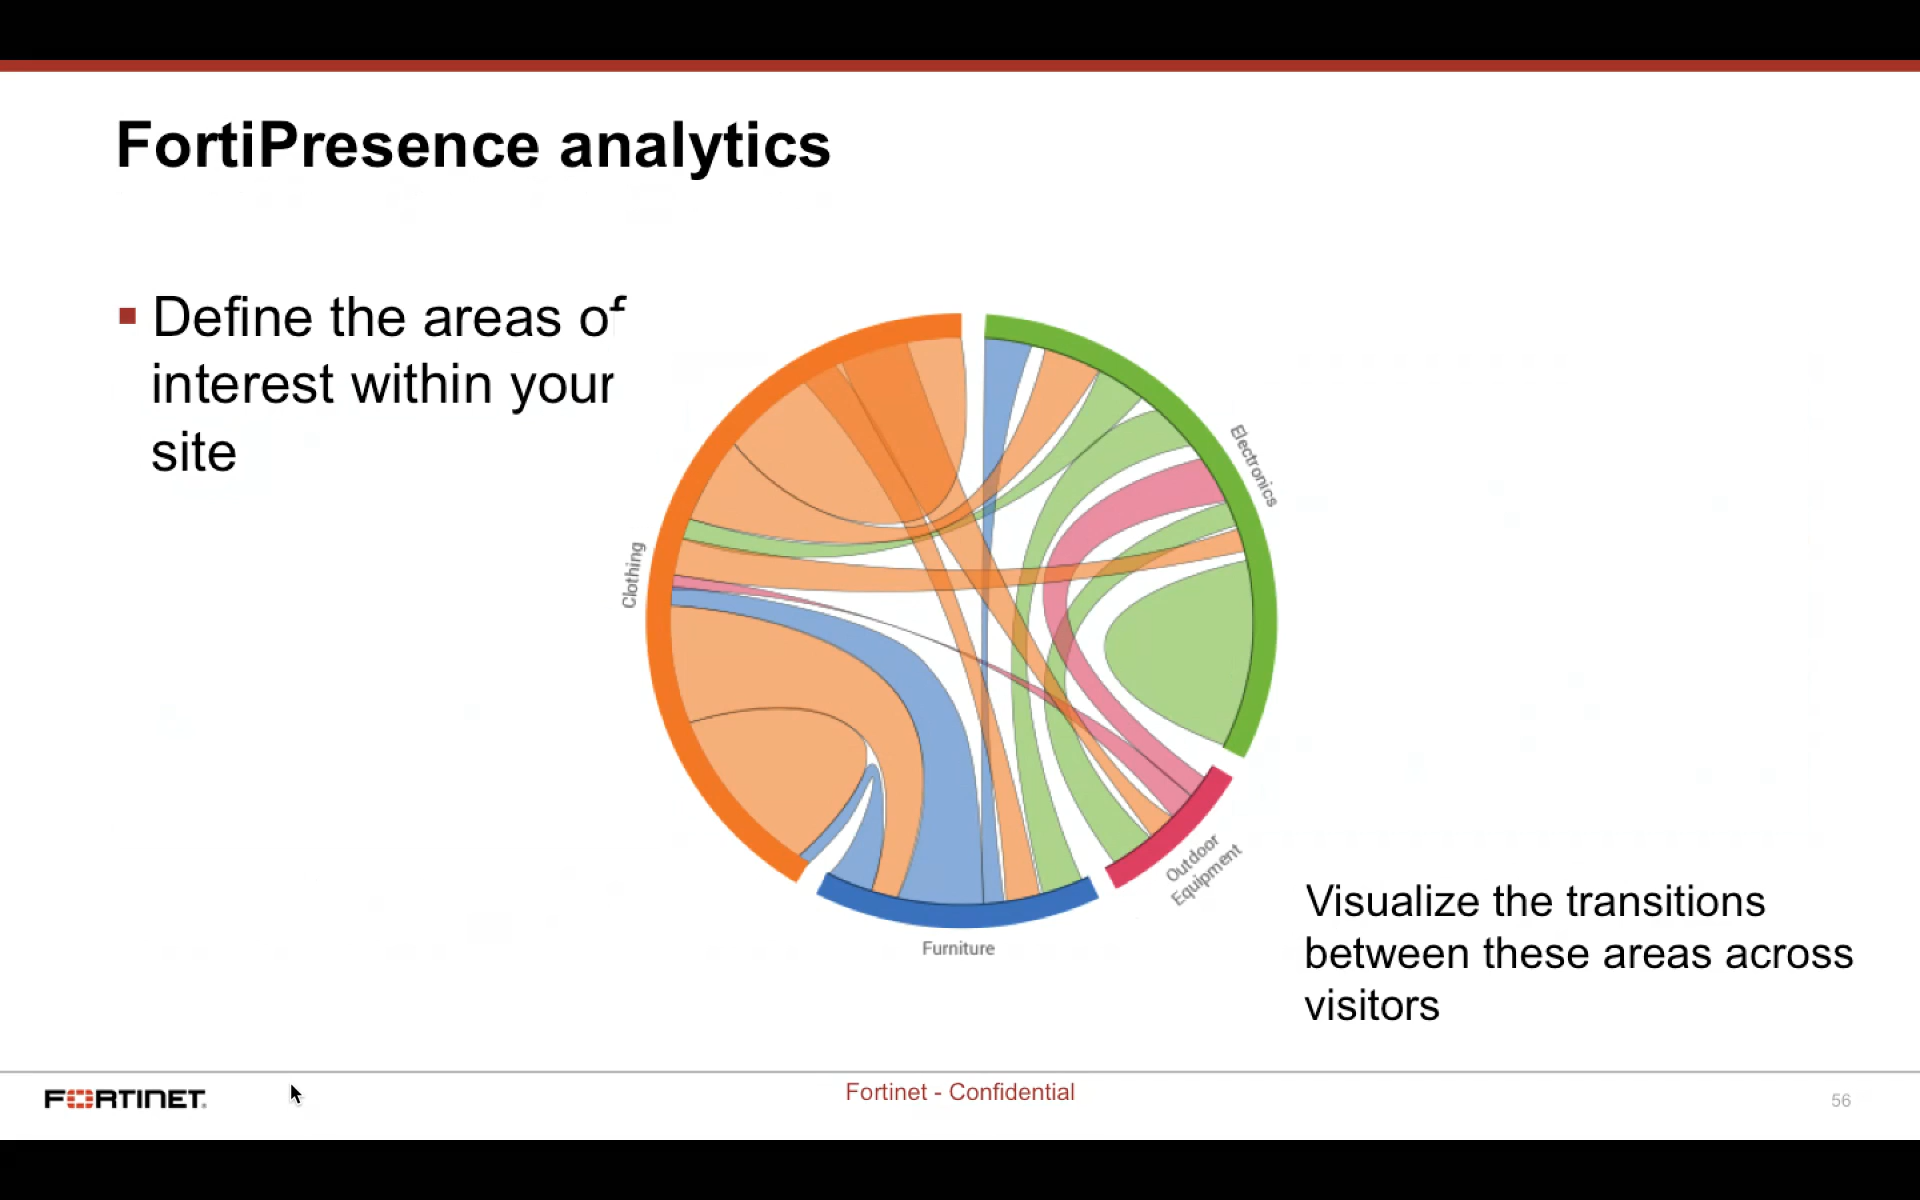 FortiPresence analytics
Define the areas of
interest within your
site
Electronics
Clothing
Outdoor
Equipment
Furniture
Visualize the transitions
between these areas across
visitors
FORTINET
Fortinet - Confidential
56